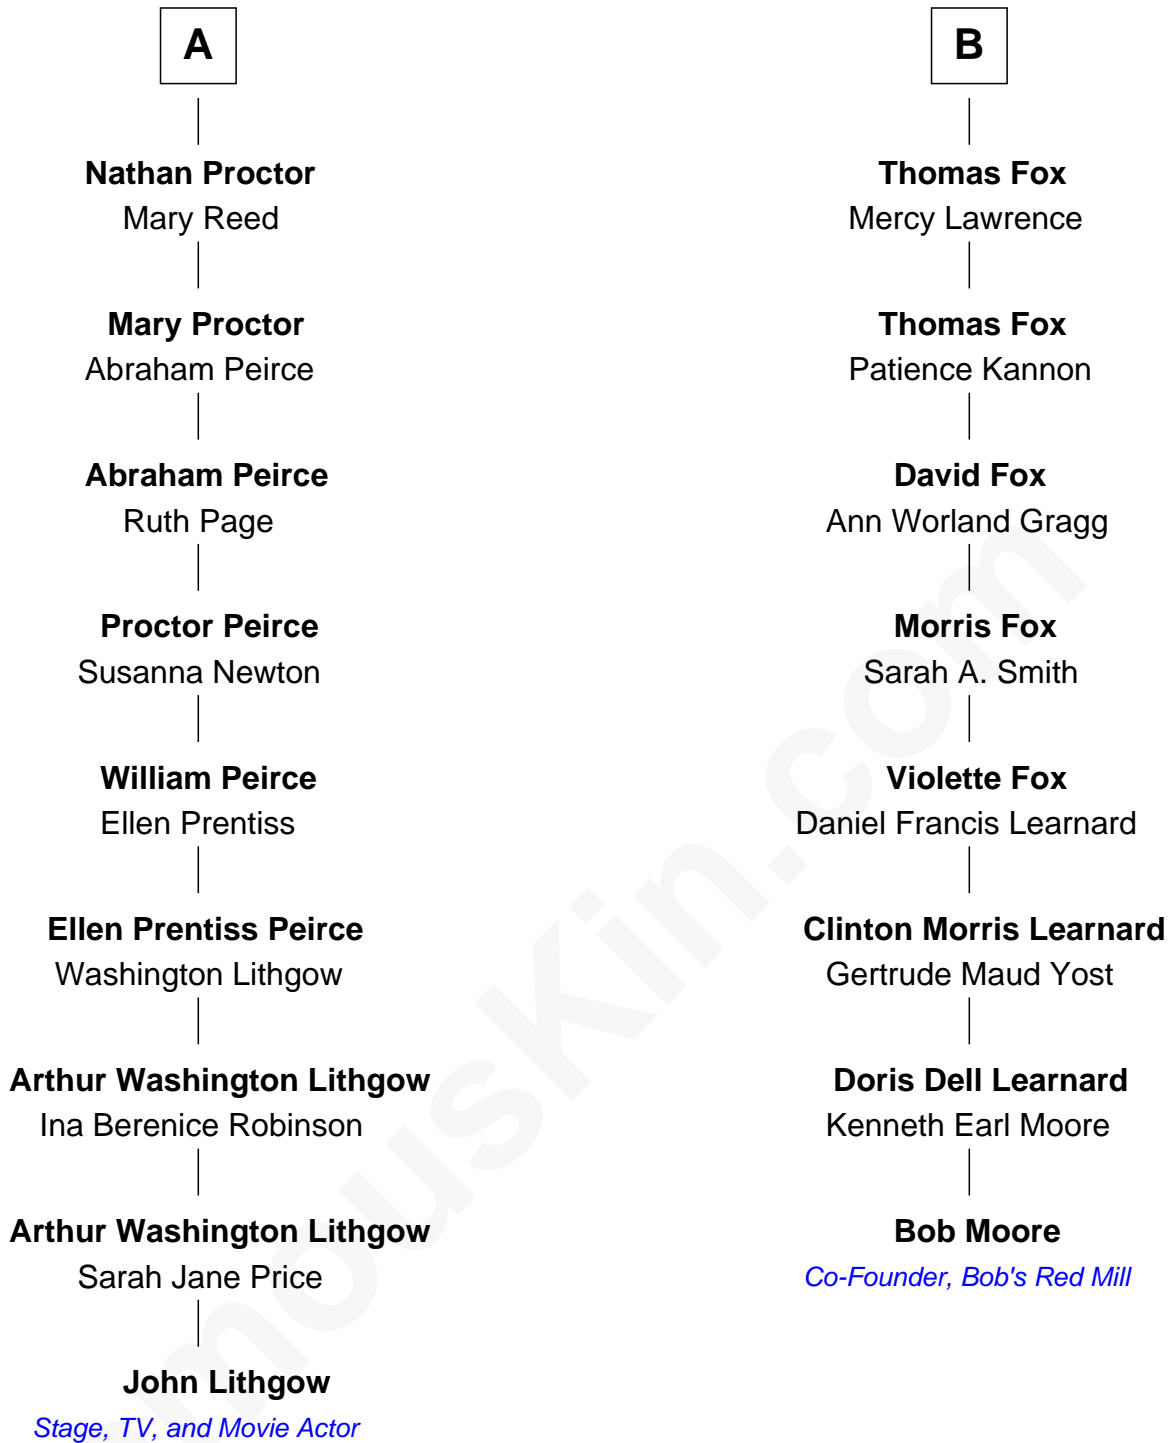 A
Nathan Proctor
Mary Reed
Mary Proctor
Abraham Peirce
Abraham Peirce
Ruth Page
Proctor Peirce
Susanna Newton
William Peirce
Ellen Prentiss
Ellen Prentiss Peirce
Washington Lithgow
Arthur Washington Lithgow
Ina Berenice Robinson
Arthur Washington Lithgow
Sarah Jane Price
John Lithgow
Stage, TV, and Movie Actor
B
Thomas Fox
Mercy Lawrence
Thomas Fox
Patience Kannon
David Fox
Ann Worland Gragg
Morris Fox
Sarah A. Smith
Violette Fox
Daniel Francis Learnard
Clinton Morris Learnard
Gertrude Maud Yost
Doris Dell Learnard
Kenneth Earl Moore
Bob Moore
Co-Founder, Bob's Red Mill
mousKin.com